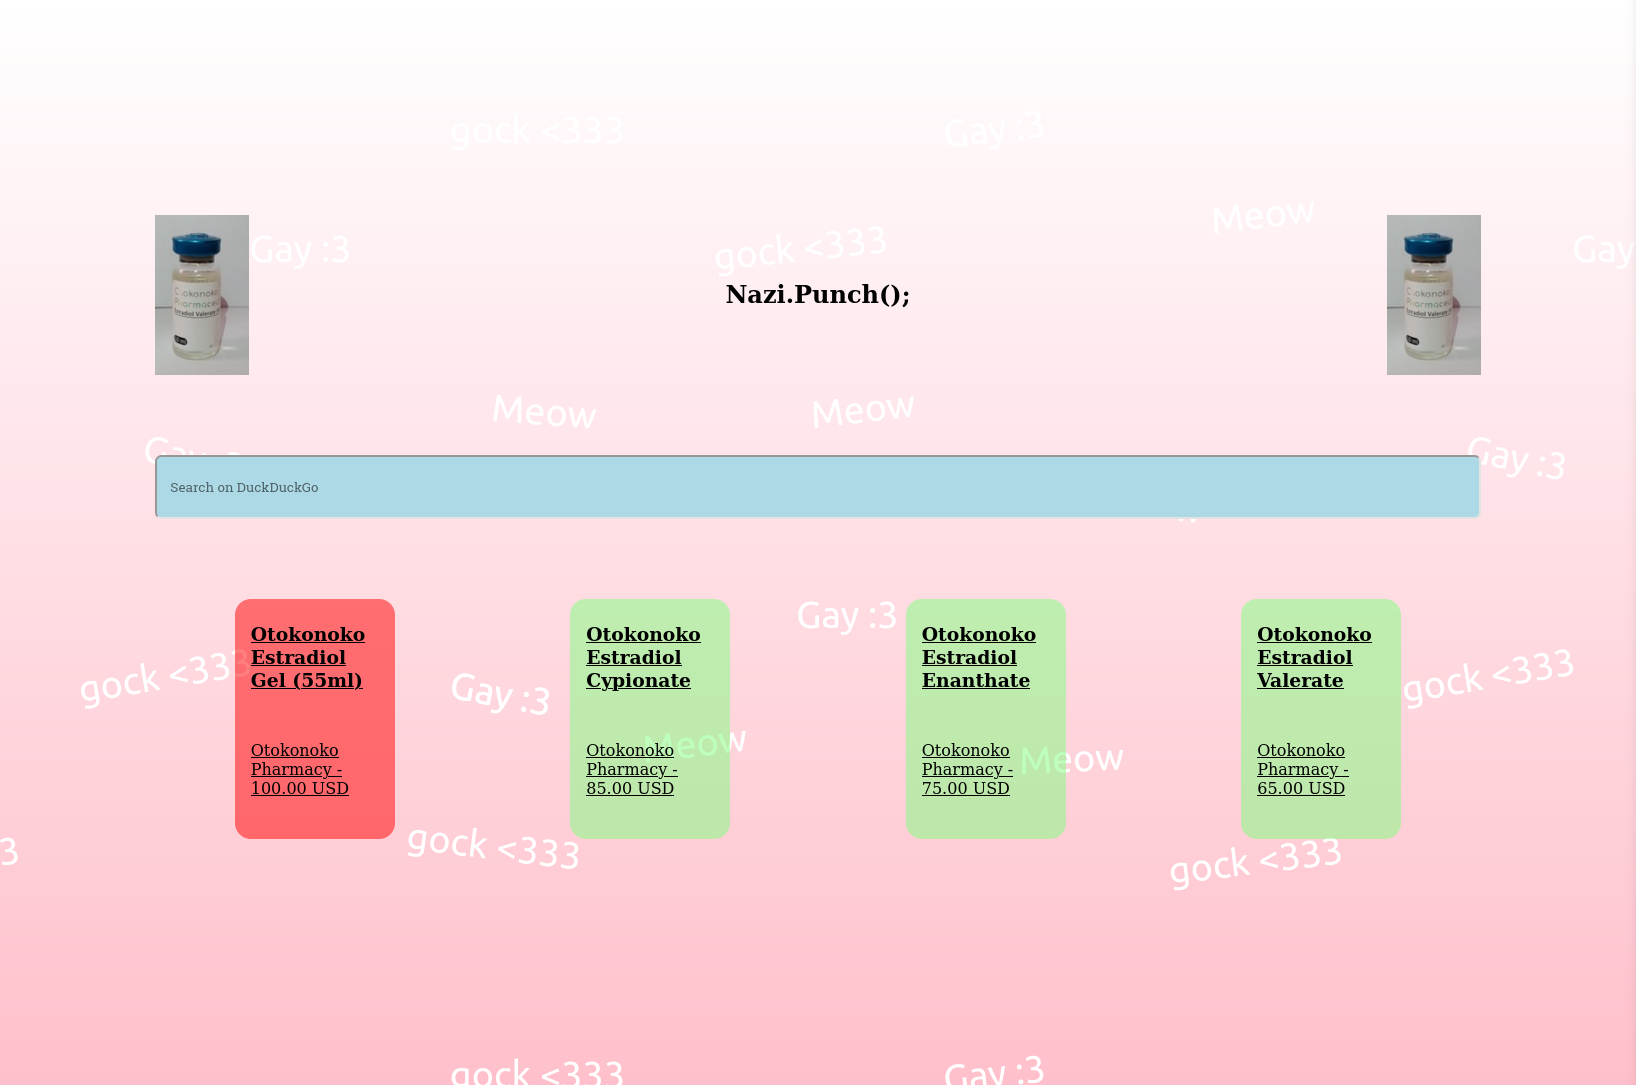 gock <333
Gay :3
Meow
Gay :3
gock <333
Gay
Nazi.Punch();
Estradiol Valerate
Meow
Meow
Gay :3
Search on DuckDuckGo
Gay :3
Otokonoko
Estradiol
Gel (55ml)
Otokonoko
Estradiol
Cypionate
Otokonoko
Estradiol
Enanthate
Otokonoko
Estradiol
Valerate
gock <333
Gay :3
gock <333
Meow
Meow
Otokonoko
Pharmacy -
100.00 USD
Otokonoko
Pharmacy -
85.00 USD
Otokonoko
Pharmacy -
75.00 USD
Otokonoko
Pharmacy -
65.00 USD
3
gock <333
gock <333
gock <333
Gay :3